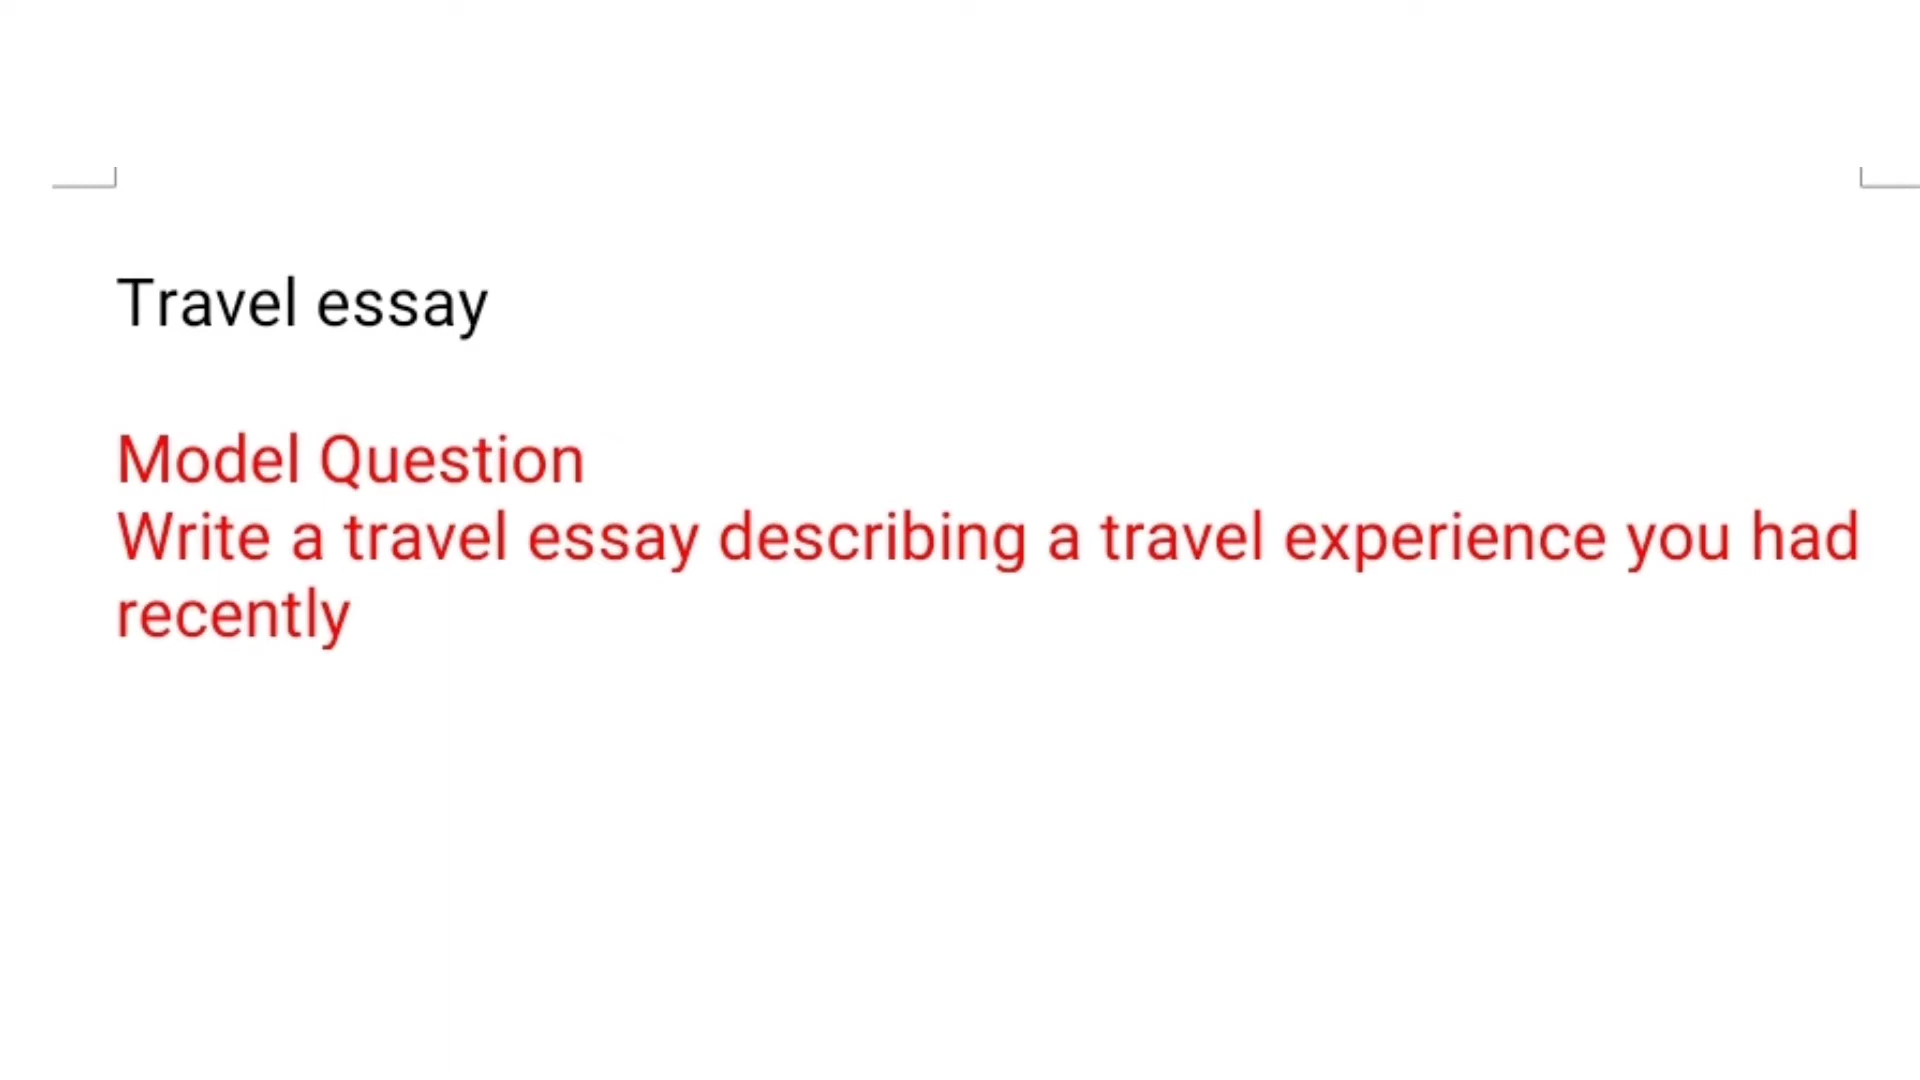 Travel essay
Model Question
Write a travel essay describing a travel experience you had
recently